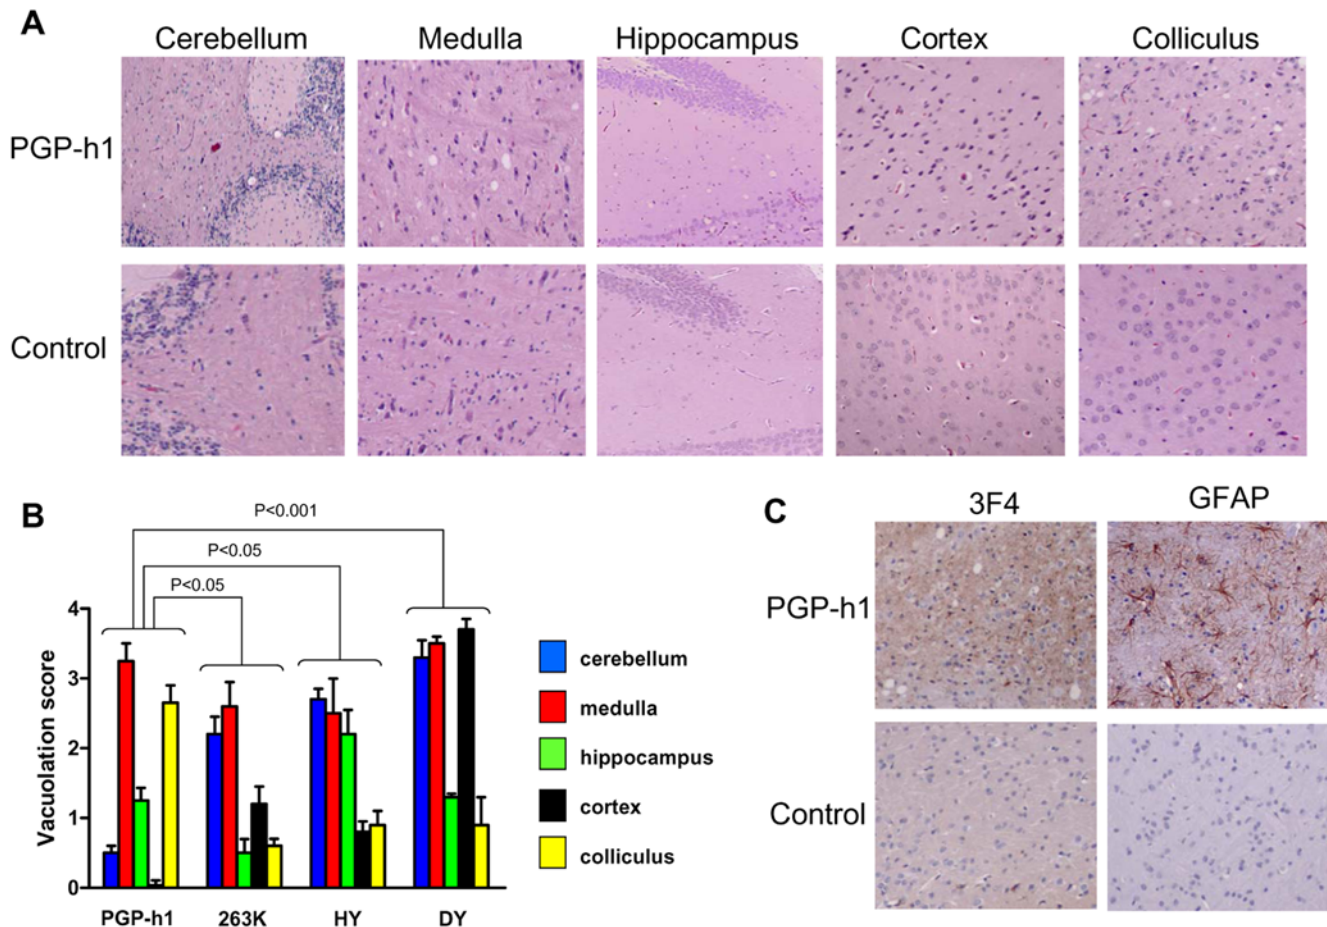 A
Cerebellum Medulla Hippocampus Cortex Colliculus
PGP-h1
Control
B
P<0.001
P<0.05
P<0.05
Vacuolation score
4
3
2
1
0
PGP-h1 263K HY DY
cerebellum
medulla
hippocampus
cortex
colliculus
C
3F4 GFAP
PGP-h1
Control